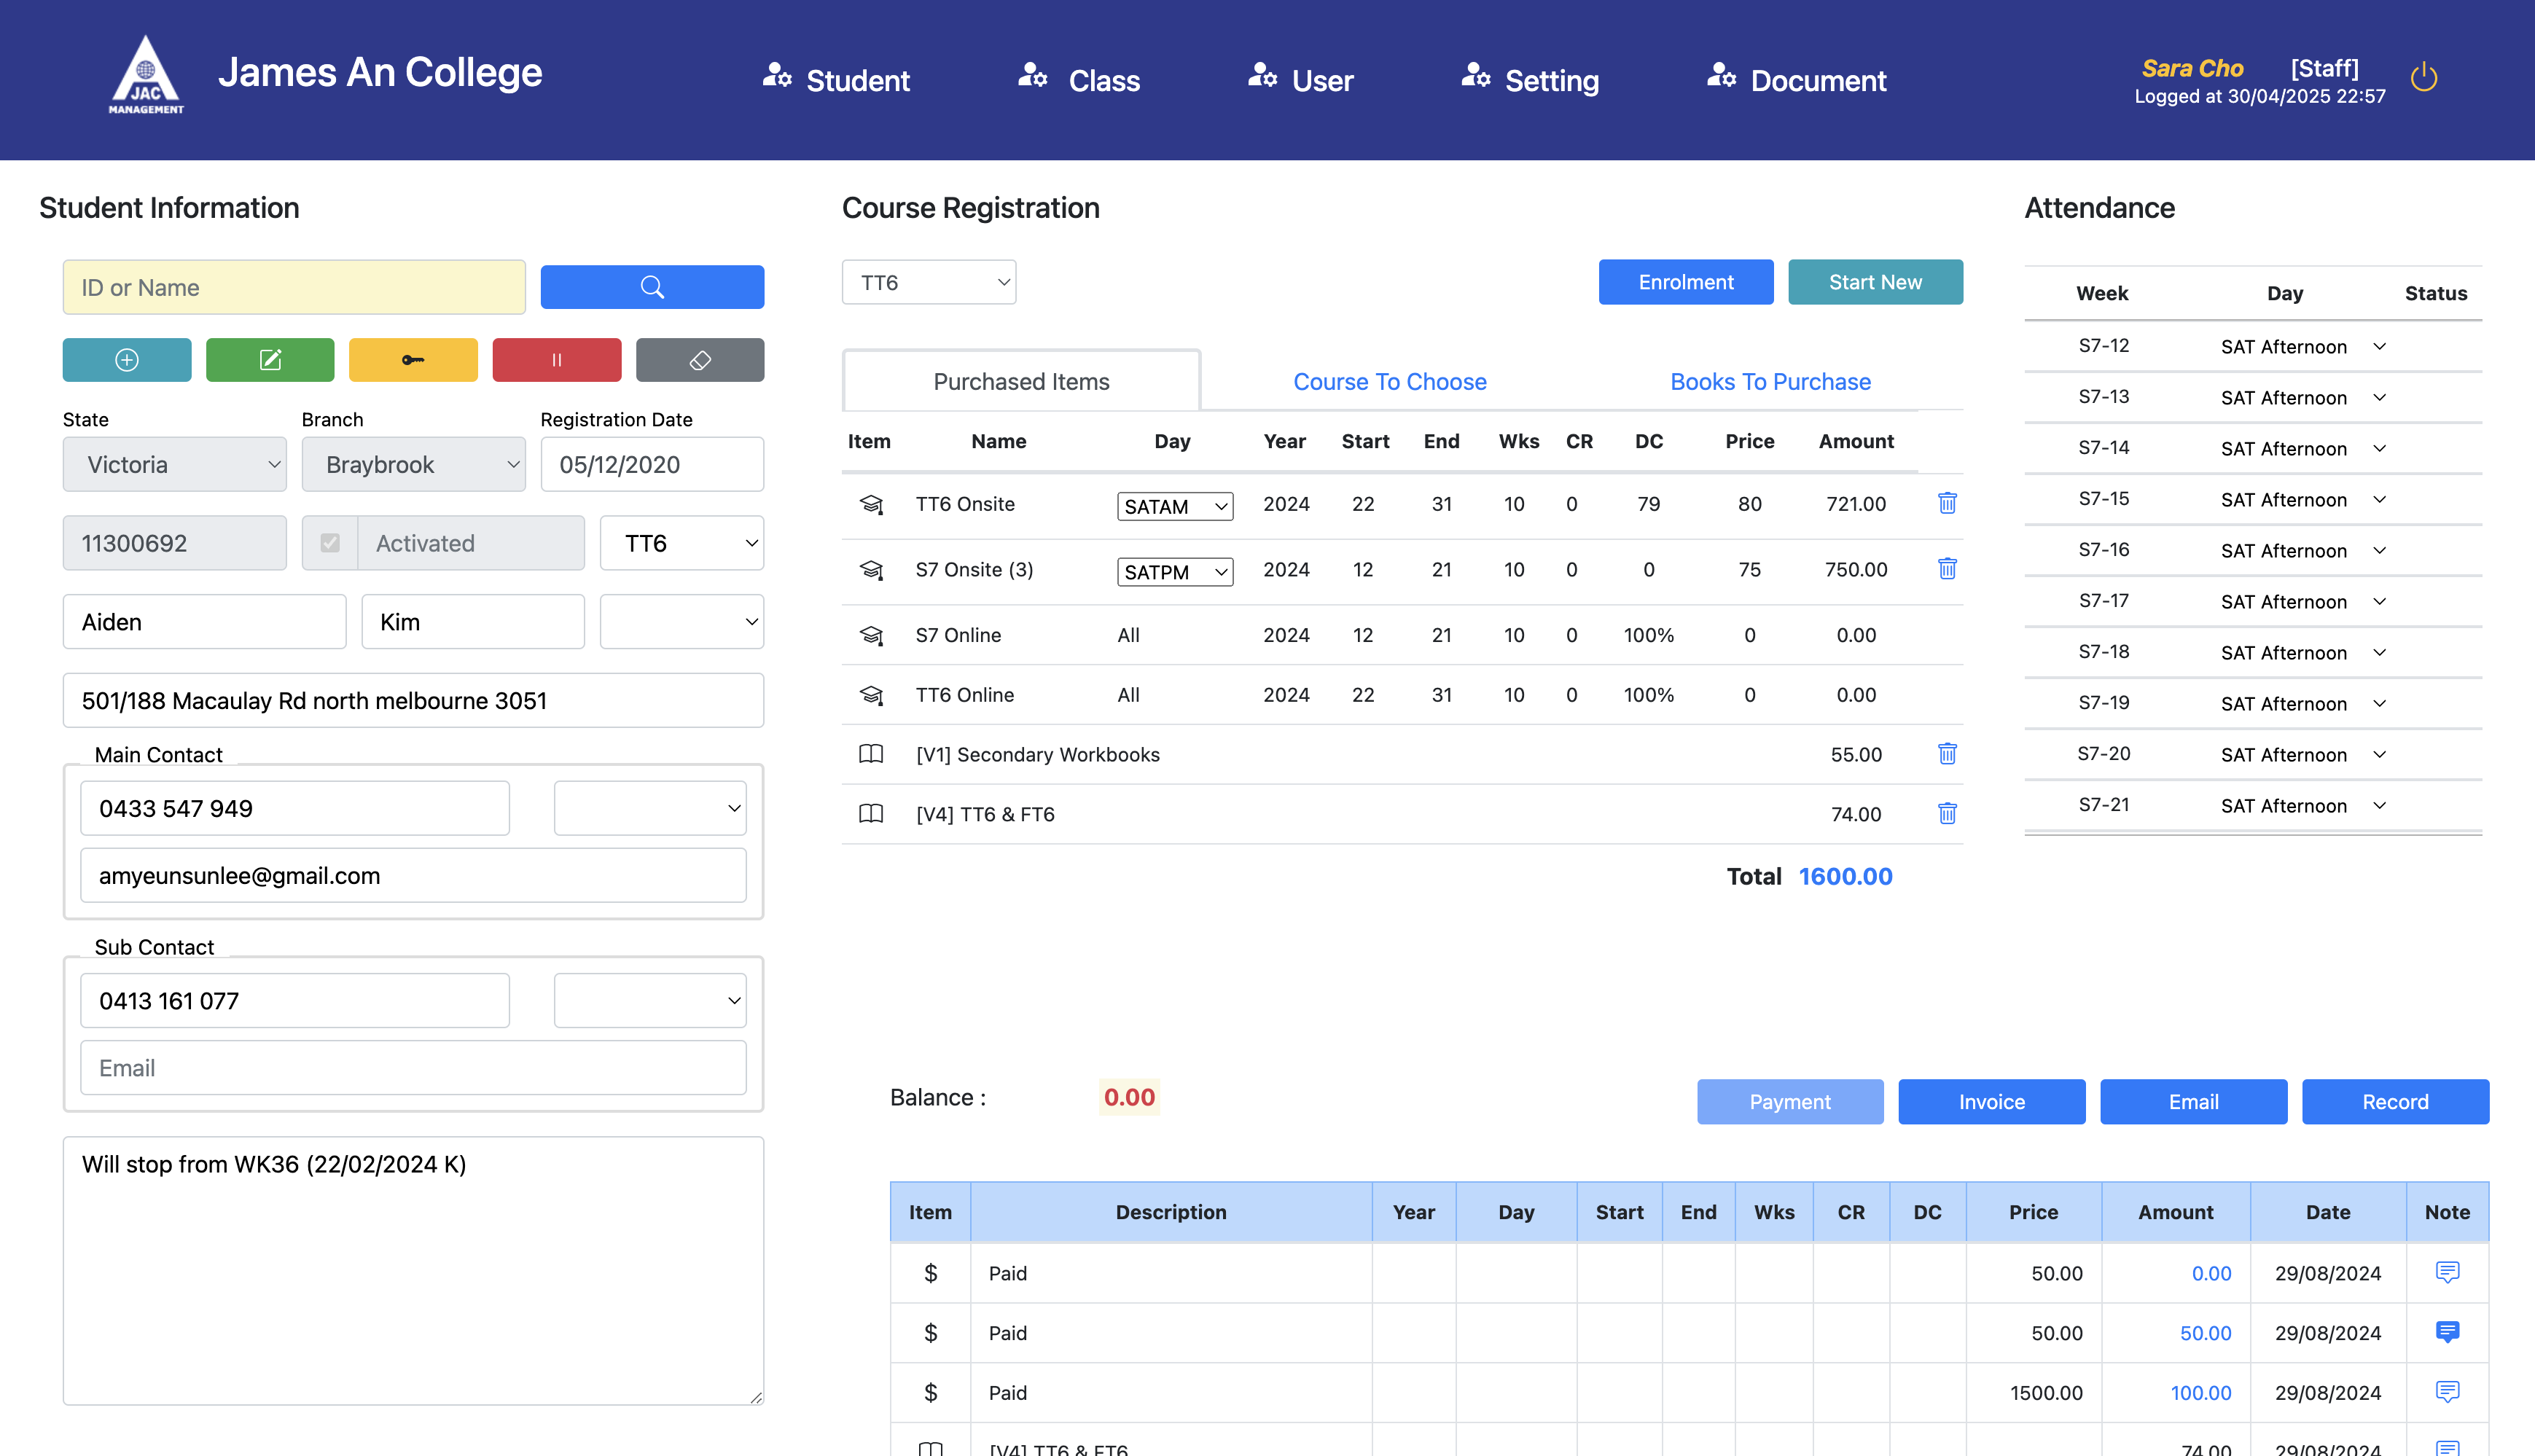 JAC
MANAGEMENT
James An College
Student
Class
User
Setting
Document
Sara Cho [Staff]
Logged at 30/04/2025 22:57
Student Information
ID or Name
State Branch Registration Date
Victoria Braybrook 05/12/2020
11300692 Activated TT6
Aiden Kim
501/188 Macaulay Rd north melbourne 3051
Main Contact
0433 547 949
amyeunsunlee@gmail.com
Sub Contact
0413 161 077
Email
Will stop from WK36 (22/02/2024 K)
Course Registration
TT6 Enrolment Start New
Purchased Items Course To Choose Books To Purchase
Item Name Day Year Start End Wks CR DC Price Amount
TT6 Onsite SATAM 2024 22 31 10 0 79 80 721.00
S7 Onsite (3) SATPM 2024 12 21 10 0 0 75 750.00
S7 Online All 2024 12 21 10 0 100% 0 0.00
TT6 Online All 2024 22 31 10 0 100% 0 0.00
[V1] Secondary Workbooks 55.00
[V4] TT6 & FT6 74.00
Total 1600.00
Attendance
Week Day Status
S7-12 SAT Afternoon
S7-13 SAT Afternoon
S7-14 SAT Afternoon
S7-15 SAT Afternoon
S7-16 SAT Afternoon
S7-17 SAT Afternoon
S7-18 SAT Afternoon
S7-19 SAT Afternoon
S7-20 SAT Afternoon
S7-21 SAT Afternoon
Balance : 0.00 Payment Invoice Email Record
Item Description Year Day Start End Wks CR DC Price Amount Date Note
$ Paid 50.00 0.00 29/08/2024
$ Paid 50.00 50.00 29/08/2024
$ Paid 1500.00 100.00 29/08/2024
[V4] TT6 & FT6 74.00 29/08/2024